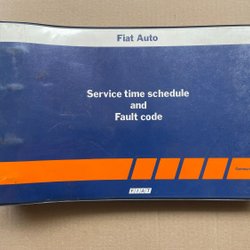 Fiat Auto
Service time schedule
and
Fault code
FIAT